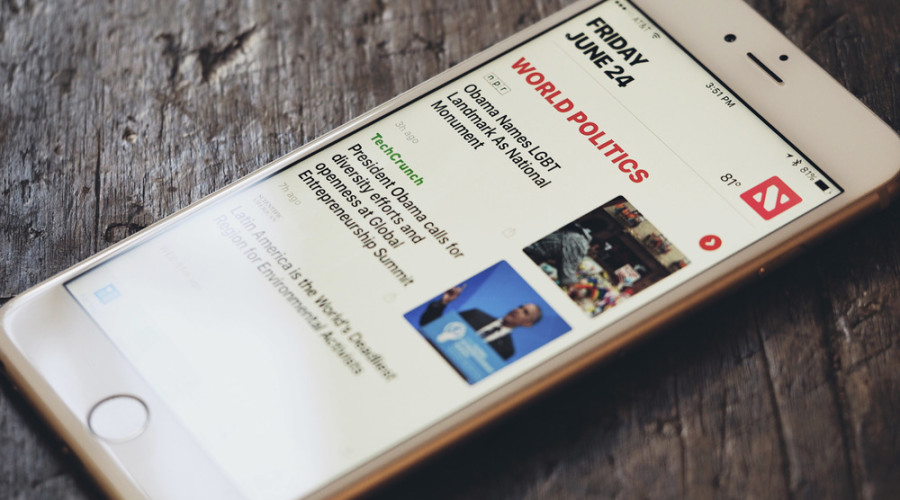 AT&T
3:51 PM
81%
FRIDAY
JUNE 24
81°
WORLD POLITICS
npr
Obama Names LGBT
Landmark As National
Monument
3h ago
TechCrunch
President Obama calls for
diversity efforts and
openness at Global
Entrepreneurship Summit
7h ago
Latin America is the World's Deadliest
Region for Environmental Activists